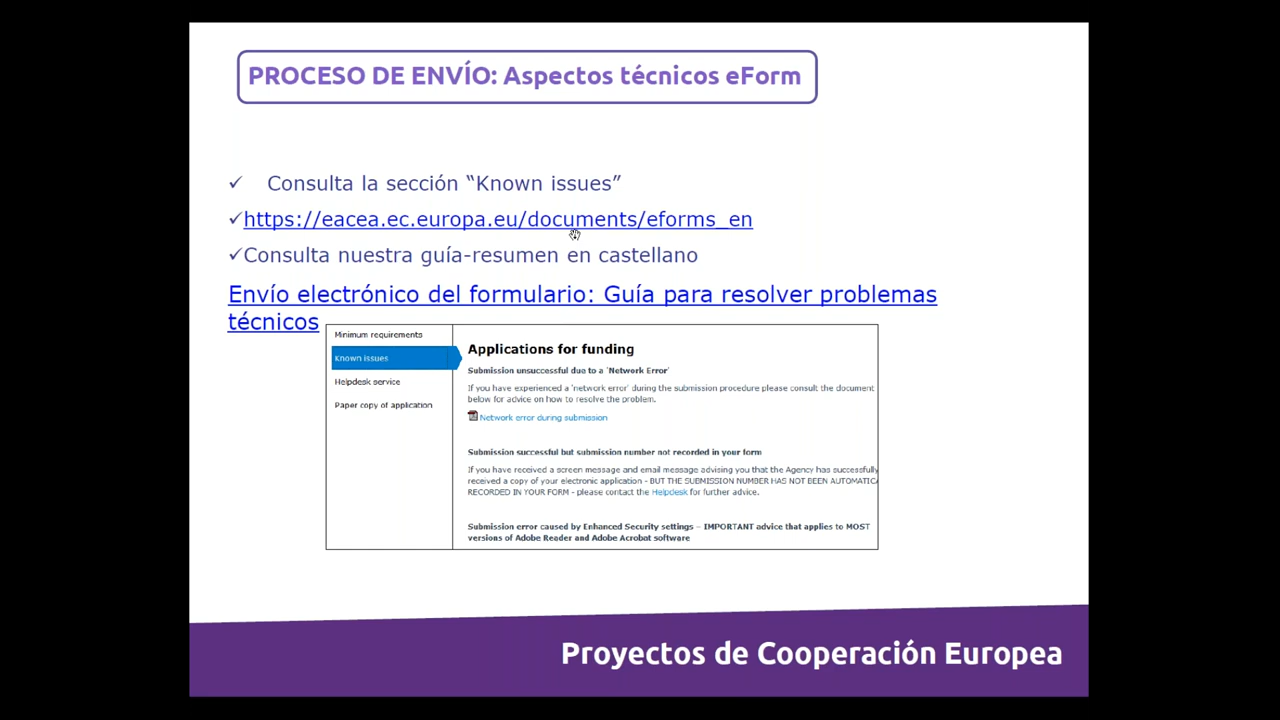 PROCESO DE ENVÍO: Aspectos técnicos eForm
✓ Consulta la sección “Known issues”
✓https://eacea.ec.europa.eu/documents/eforms_en
✓Consulta nuestra guía-resumen en castellano
Envío electrónico del formulario: Guía para resolver problemas
técnicos
Minimum requirements
Known issues
Helpdesk service
Paper copy of application
Applications for funding
Submission unsuccessful due to a 'Network Error'
If you have experienced a 'network error' during the submission procedure please consult the document
below for advice on how to resolve the problem.
Network error during submission
Submission successful but submission number not recorded in your form
If you have received a screen message and email message advising you that the Agency has successfully
received a copy of your electronic application - BUT THE SUBMISSION NUMBER HAS NOT BEEN AUTOMATICA
RECORDED IN YOUR FORM - please contact the Helpdesk for further advice.
Submission error caused by Enhanced Security settings – IMPORTANT advice that applies to MOST
versions of Adobe Reader and Adobe Acrobat software
Proyectos de Cooperación Europea